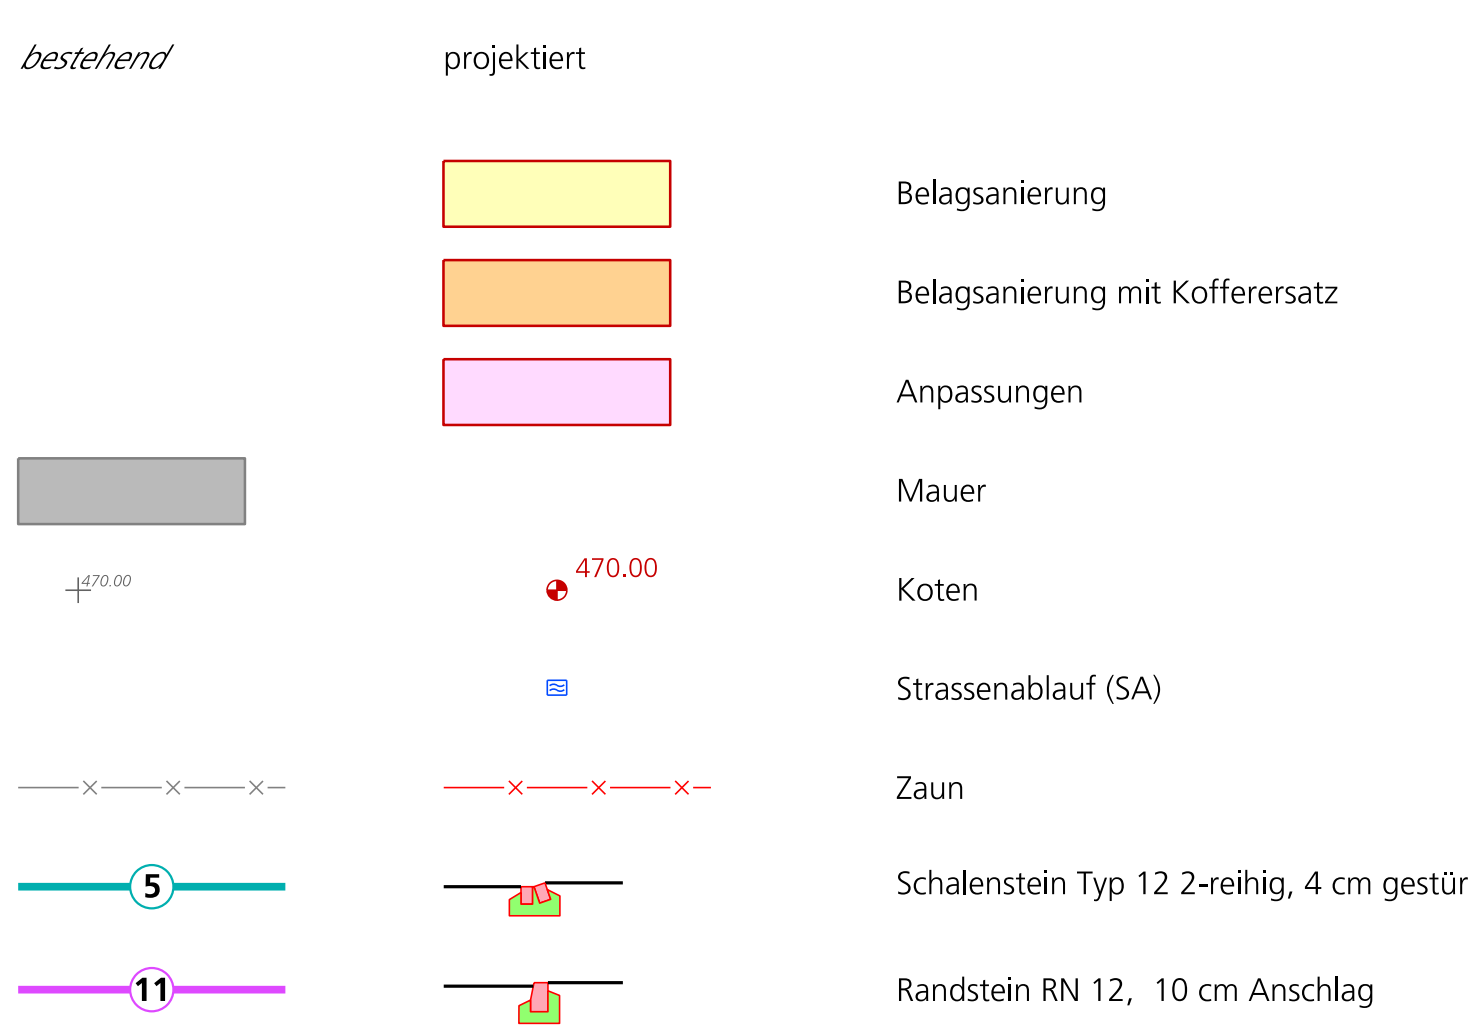 bestehend projektiert
Belagsanierung
Belagsanierung mit Kofferersatz
Anpassungen
Mauer
470.00 470.00 Koten
Strassenablauf (SA)
Zaun
5 Schalenstein Typ 12 2-reihig, 4 cm gestür
11 Randstein RN 12, 10 cm Anschlag